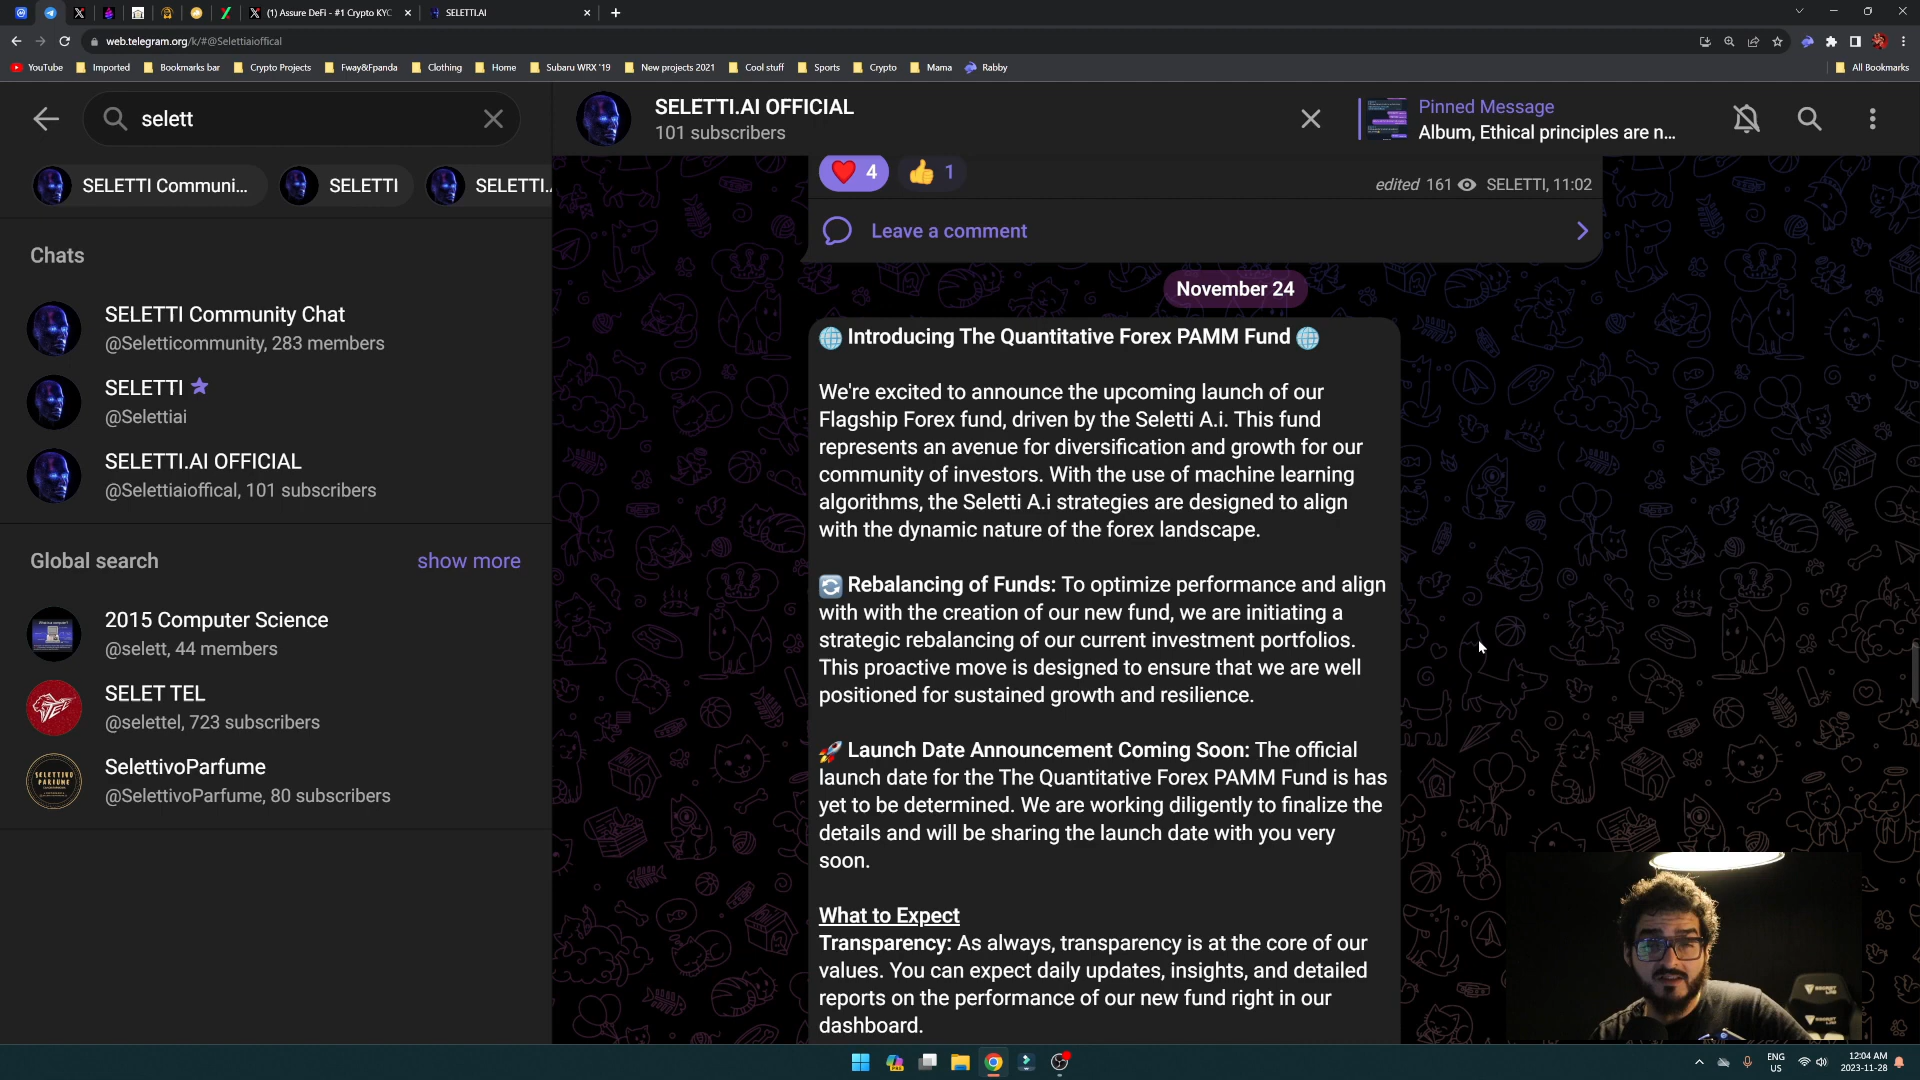 (1) Assure DeFi - #1 Crypto KYC
SELETTI.AI
web.telegram.org/k/#@Selettiaioffical
YouTube
Imported
Bookmarks bar
Crypto Projects
Fway&Fpanda
Clothing
Home
Subaru WRX '19
New projects 2021
Cool stuff
Sports
Crypto
Mama
Rabby
All Bookmarks
selett
SELETTI Communi...
SELETTI
SELETTI.
Chats
SELETTI Community Chat
@Seletticommunity, 283 members
SELETTI
@Selettiai
SELETTI.AI OFFICIAL
@Selettiaioffical, 101 subscribers
Global search
show more
2015 Computer Science
@selett, 44 members
SELET TEL
@selettel, 723 subscribers
SelettivoParfume
@SelettivoParfume, 80 subscribers
SELETTI.AI OFFICIAL
101 subscribers
Pinned Message
Album, Ethical principles are n...
4
1
edited 161 SELETTI, 11:02
Leave a comment
November 24
Introducing The Quantitative Forex PAMM Fund
We're excited to announce the upcoming launch of our
Flagship Forex fund, driven by the Seletti A.i. This fund
represents an avenue for diversification and growth for our
community of investors. With the use of machine learning
algorithms, the Seletti A.i strategies are designed to align
with the dynamic nature of the forex landscape.
Rebalancing of Funds: To optimize performance and align
with with the creation of our new fund, we are initiating a
strategic rebalancing of our current investment portfolios.
This proactive move is designed to ensure that we are well
positioned for sustained growth and resilience.
Launch Date Announcement Coming Soon: The official
launch date for the The Quantitative Forex PAMM Fund is has
yet to be determined. We are working diligently to finalize the
details and will be sharing the launch date with you very
soon.
What to Expect
Transparency: As always, transparency is at the core of our
values. You can expect daily updates, insights, and detailed
reports on the performance of our new fund right in our
dashboard.
ENG
US
12:04 AM
2023-11-28